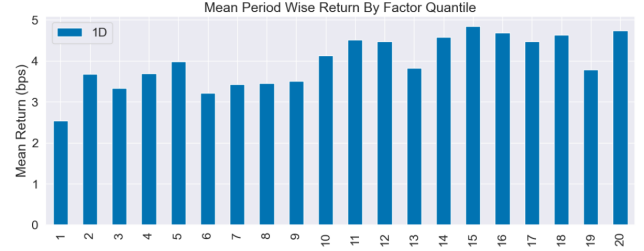 Mean Period Wise Return By Factor Quantile
5
1D
4
3
2
1
0
Mean Return (bps)
1 2 3 4 5 6 7 8 9 10 11 12 13 14 15 16 17 18 19 20